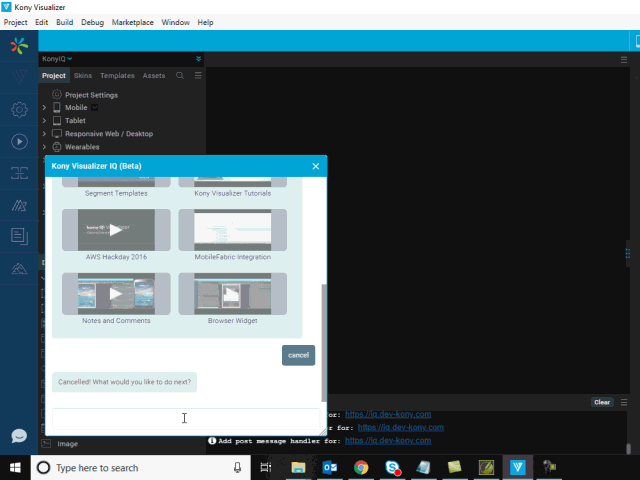 Kony Visualizer
Project Edit Build Debug Marketplace Window Help
KonyIQ
Project Skins Templates Assets
Project Settings
Mobile
Tablet
Responsive Web / Desktop
Wearables
Kony Visualizer IQ (Beta)
Segment Templates Kony Visualizer Tutorials
AWS Hackday 2016 MobileFabric Integration
Notes and Comments Browser Widget
cancel
Cancelled! What would you like to do next?
Clear
or: https://iq.dev-kony.com
r for: https://iq.dev-kony.com
Add post message handler for: https://iq.dev-kony.com
Image
Type here to search